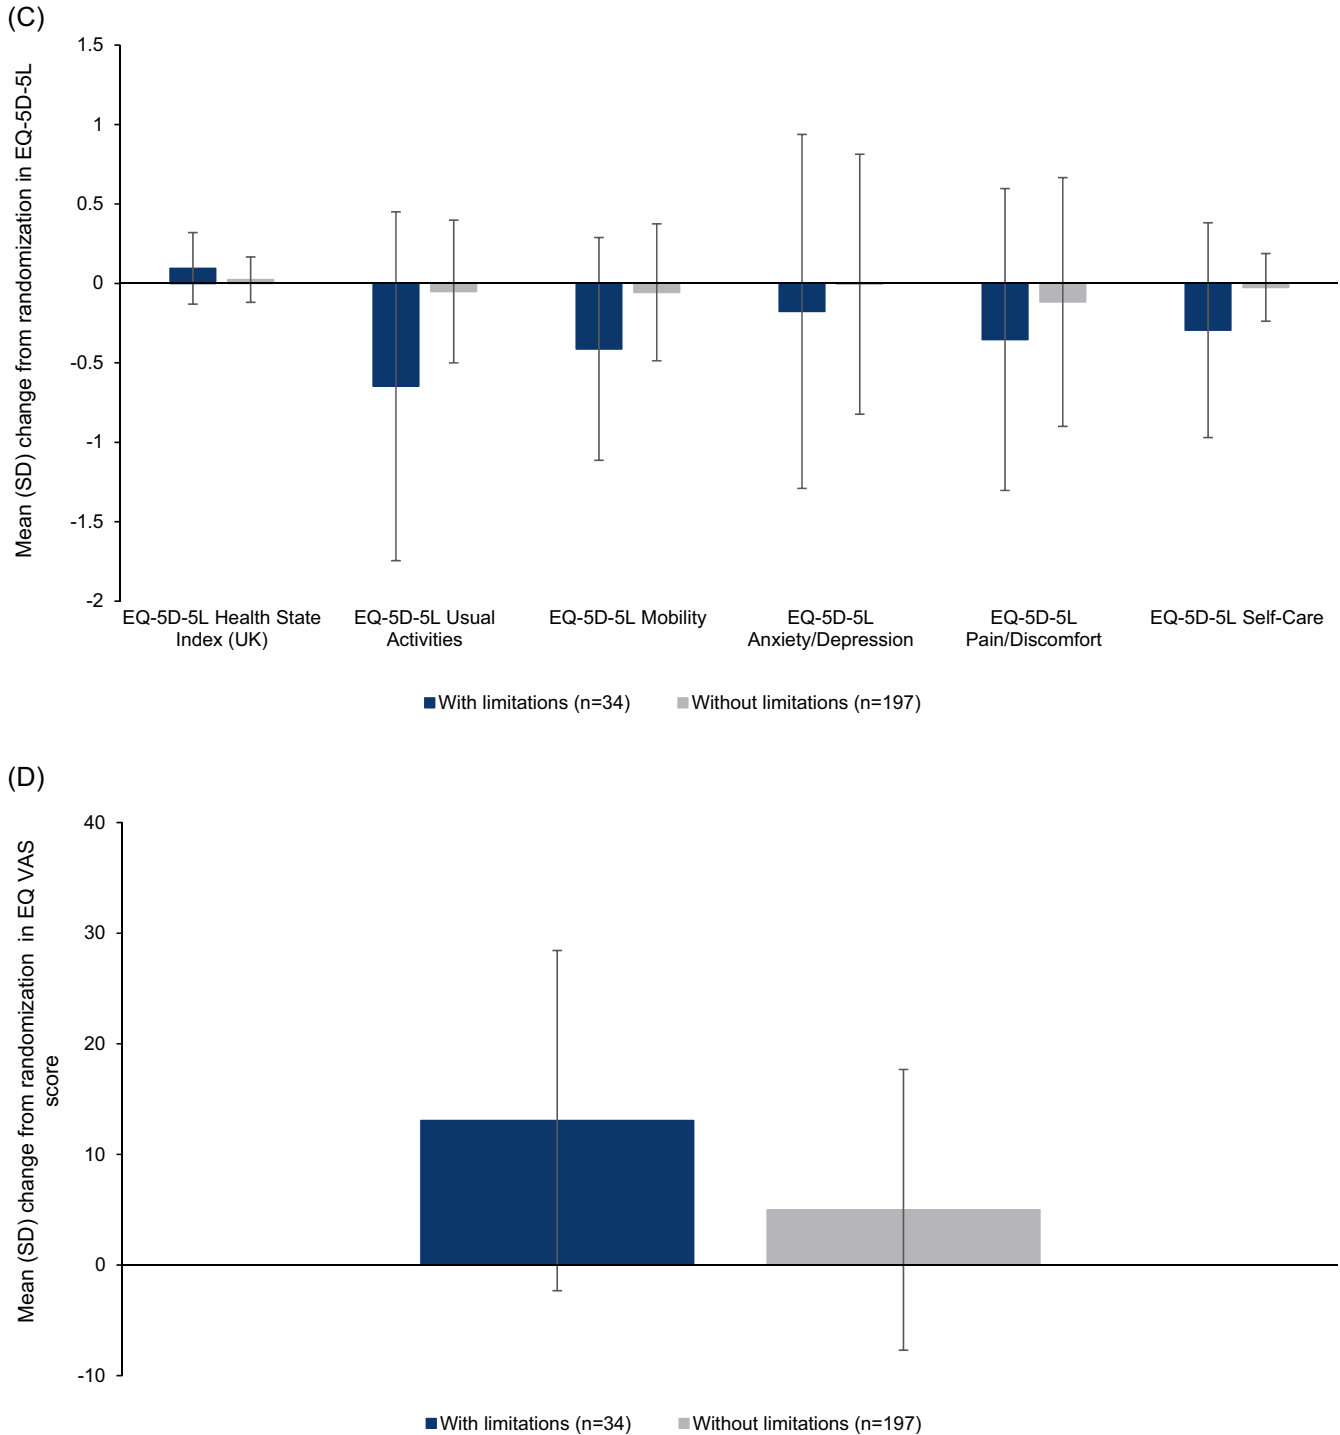 (C)
Mean (SD) change from randomization in EQ-5D-5L
1.5
1
0.5
0
-0.5
-1
-1.5
-2
EQ-5D-5L Health State
Index (UK)
EQ-5D-5L Usual
Activities
EQ-5D-5L Mobility
EQ-5D-5L
Anxiety/Depression
EQ-5D-5L
Pain/Discomfort
EQ-5D-5L Self-Care
With limitations (n=34)
Without limitations (n=197)
(D)
Mean (SD) change from randomization in EQ VAS
score
40
30
20
10
0
-10
With limitations (n=34)
Without limitations (n=197)